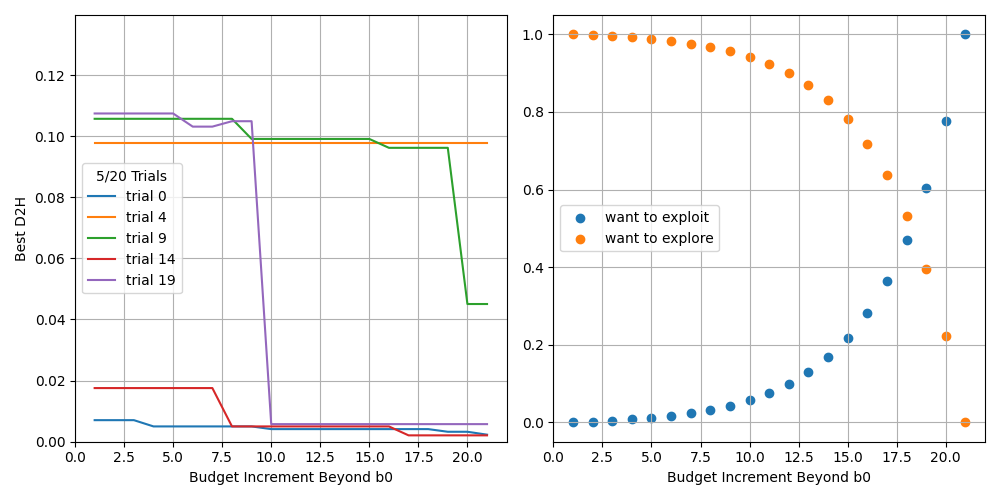 0.12
0.10
0.08
0.06
0.04
0.02
0.00
Best D2H
5/20 Trials
trial 0
trial 4
trial 9
trial 14
trial 19
0.0 2.5 5.0 7.5 10.0 12.5 15.0 17.5 20.0
Budget Increment Beyond b0
1.0
0.8
0.6
0.4
0.2
0.0
want to exploit
want to explore
0.0 2.5 5.0 7.5 10.0 12.5 15.0 17.5 20.0
Budget Increment Beyond b0